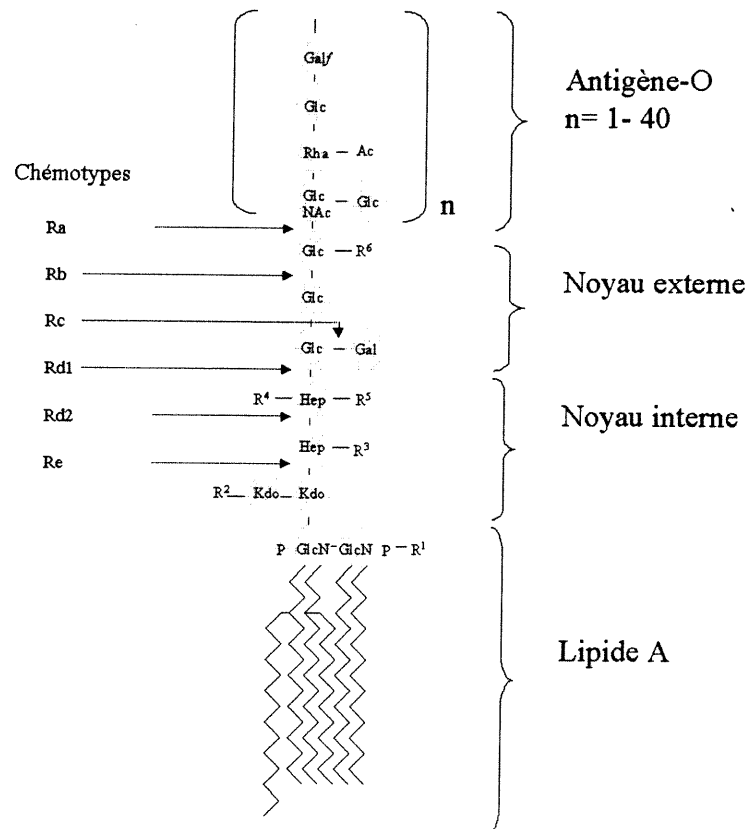 Galf
Glc
Rha — Ac
Glc NAc — Glc
n
Antigène-O
n= 1- 40
Chémotypes
Ra
Rb
Rc
Rd1
Rd2
Re
Glc — R⁶
Glc
Glc — Gal
R⁴ — Hep — R⁵
Hep — R³
R² — Kdo — Kdo
Noyau externe
Noyau interne
P GlcN - GlcN P — R¹
Lipide A